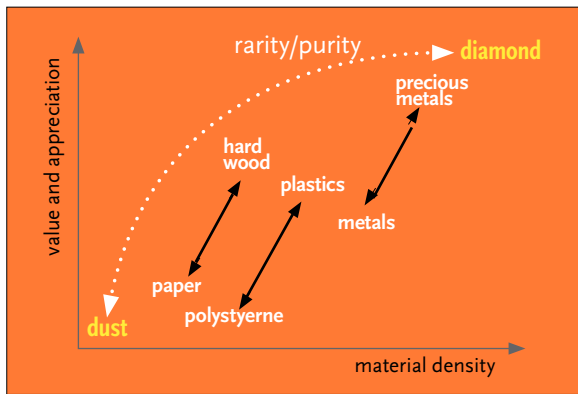 rarity/purity
diamond
precious
metals
hard
wood
plastics
metals
paper
polystyerne
dust
value and appreciation
material density